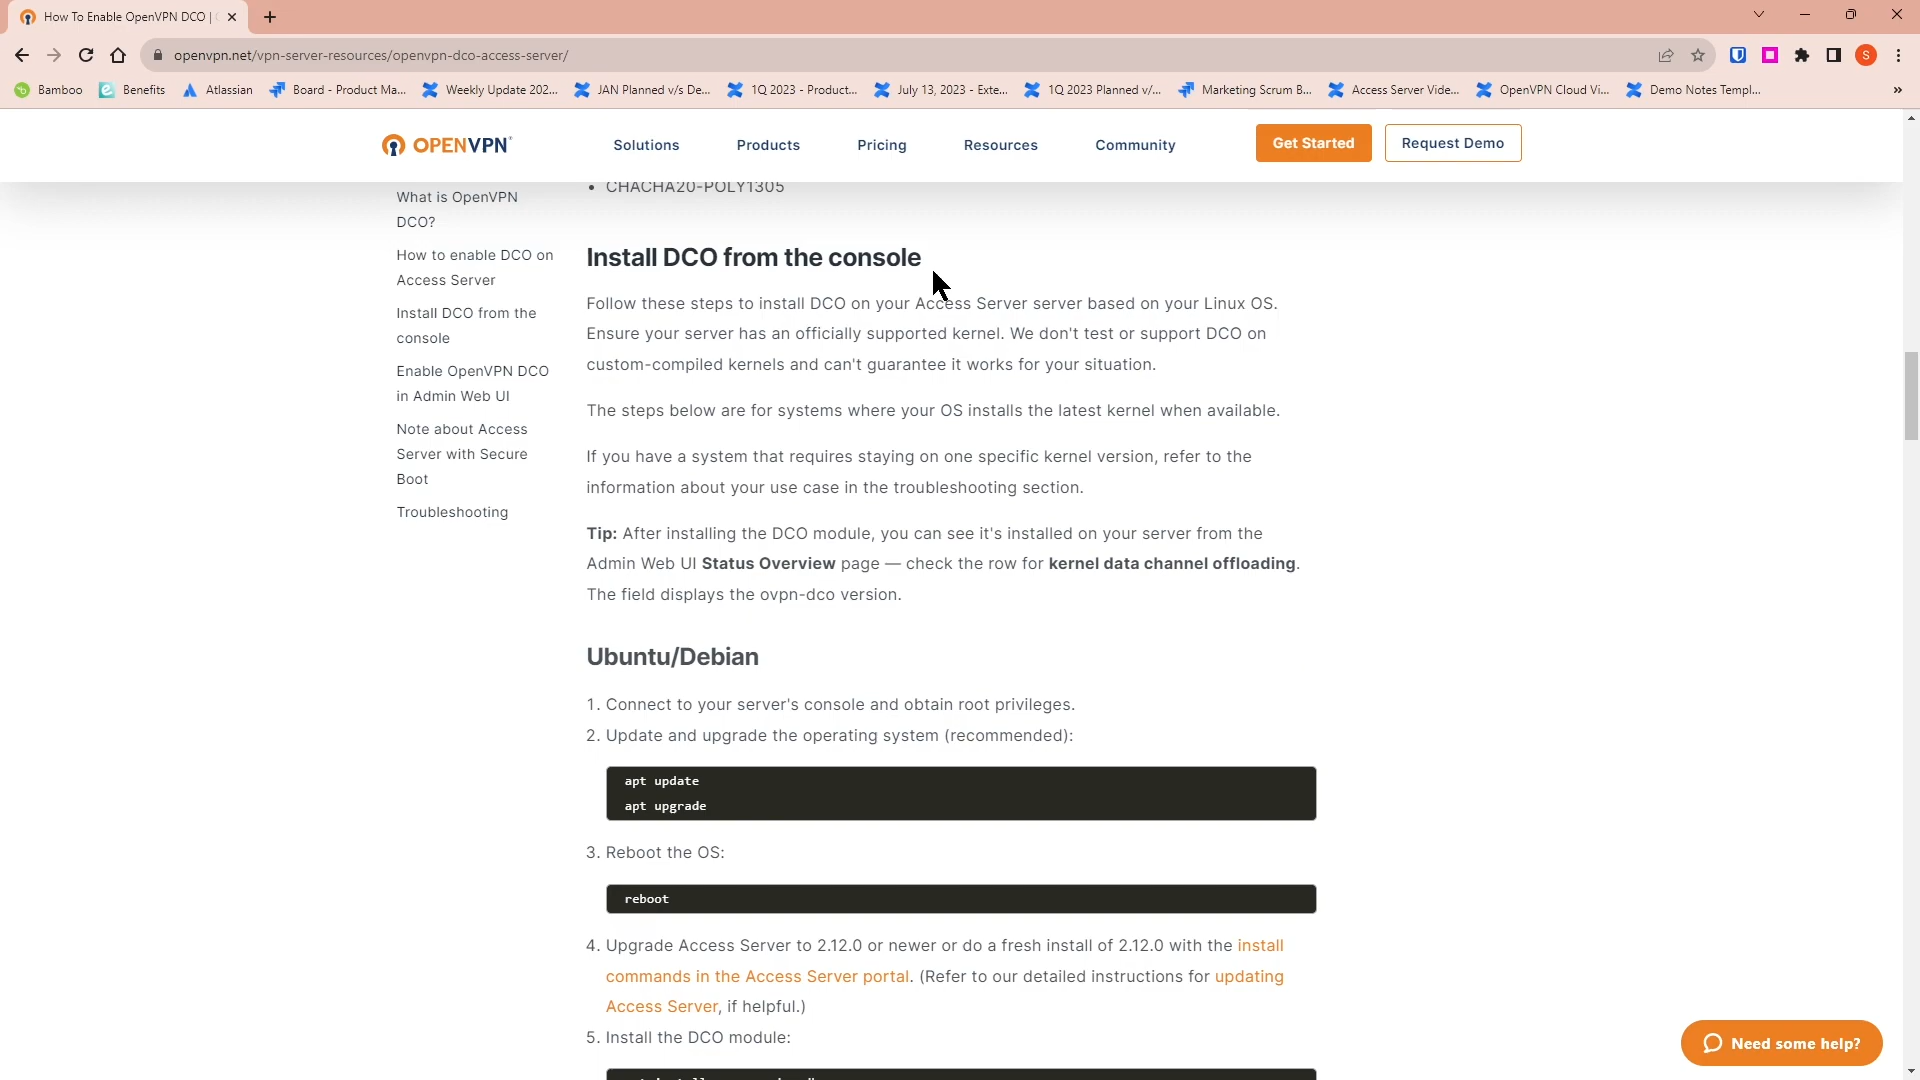 How To Enable OpenVPN DCO |
openvpn.net/vpn-server-resources/openvpn-dco-access-server/
S
Bamboo
Benefits
Atlassian
Board - Product Ma...
Weekly Update 202...
JAN Planned v/s De...
1Q 2023 - Product...
July 13, 2023 - Exte...
1Q 2023 Planned v/...
Marketing Scrum B...
Access Server Vide...
OpenVPN Cloud Vi...
Demo Notes Templ...
»
OPENVPN
Solutions
Products
Pricing
Resources
Community
Get Started
Request Demo
What is OpenVPN
DCO?
How to enable DCO on
Access Server
Install DCO from the
console
Enable OpenVPN DCO
in Admin Web UI
Note about Access
Server with Secure
Boot
Troubleshooting
• CHACHA20-POLY1305
Install DCO from the console
Follow these steps to install DCO on your Access Server server based on your Linux OS.
Ensure your server has an officially supported kernel. We don't test or support DCO on
custom-compiled kernels and can't guarantee it works for your situation.
The steps below are for systems where your OS installs the latest kernel when available.
If you have a system that requires staying on one specific kernel version, refer to the
information about your use case in the troubleshooting section.
Tip: After installing the DCO module, you can see it's installed on your server from the
Admin Web UI Status Overview page — check the row for kernel data channel offloading.
The field displays the ovpn-dco version.
Ubuntu/Debian
1. Connect to your server's console and obtain root privileges.
2. Update and upgrade the operating system (recommended):
apt update
apt upgrade
3. Reboot the OS:
reboot
4. Upgrade Access Server to 2.12.0 or newer or do a fresh install of 2.12.0 with the install
commands in the Access Server portal. (Refer to our detailed instructions for updating
Access Server, if helpful.)
5. Install the DCO module:
Need some help?